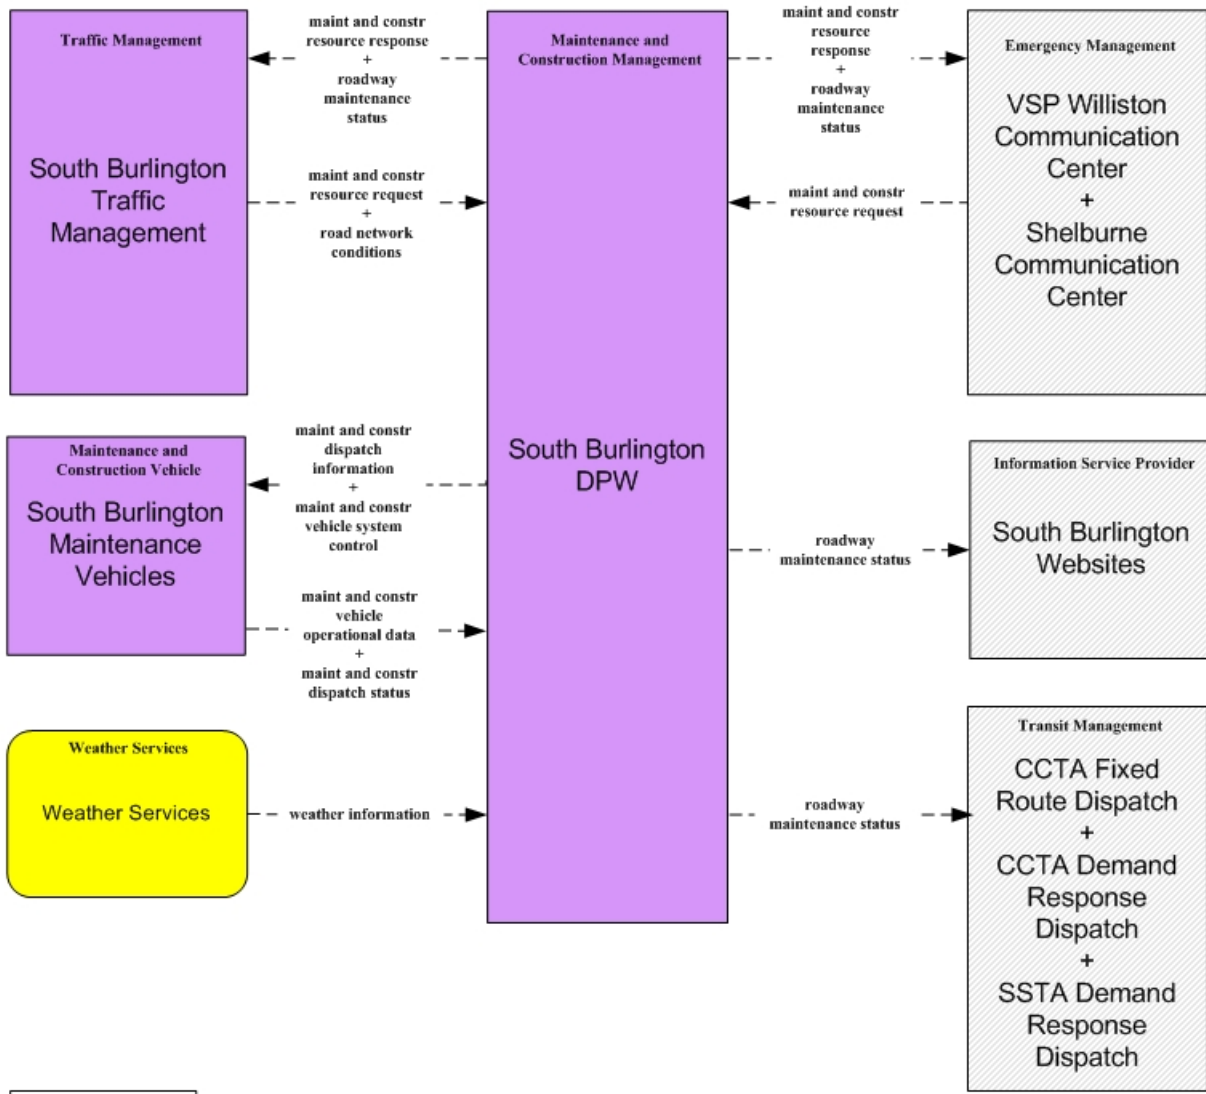 Traffic Management
South Burlington
Traffic
Management
maint and constr
resource response
+
roadway
maintenance
status
maint and constr
resource request
+
road network
conditions
Maintenance and
Construction Management
South Burlington
DPW
maint and constr
resource
response
+
roadway
maintenance
status
maint and constr
resource request
Emergency Management
VSP Williston
Communication
Center
+
Shelburne
Communication
Center
Maintenance and
Construction Vehicle
South Burlington
Maintenance
Vehicles
maint and constr
dispatch
information
+
maint and constr
vehicle system
control
maint and constr
vehicle
operational data
+
maint and constr
dispatch status
roadway
maintenance status
Information Service Provider
South Burlington
Websites
Weather Services
Weather Services
weather information
roadway
maintenance status
Transit Management
CCTA Fixed
Route Dispatch
+
CCTA Demand
Response
Dispatch
+
SSTA Demand
Response
Dispatch